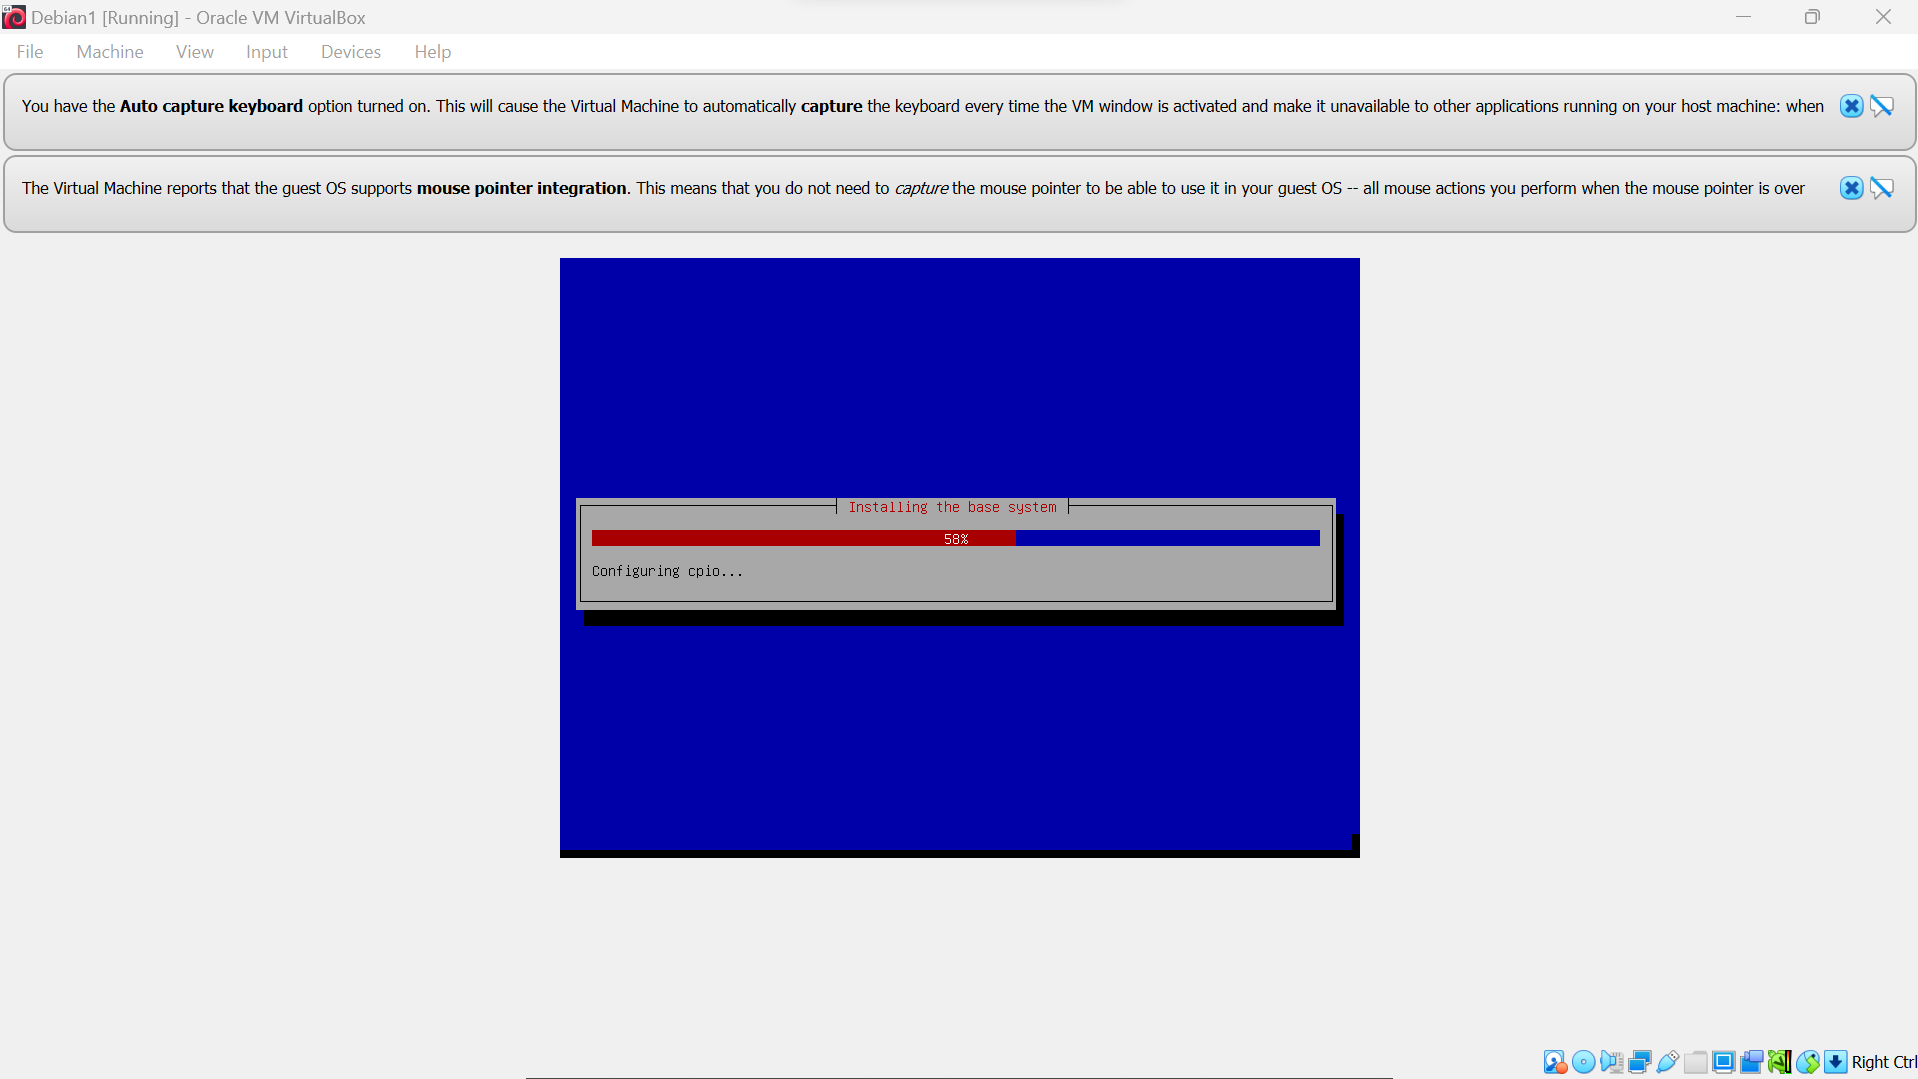 Debian1 [Running] - Oracle VM VirtualBox
File Machine View Input Devices Help
You have the Auto capture keyboard option turned on. This will cause the Virtual Machine to automatically capture the keyboard every time the VM window is activated and make it unavailable to other applications running on your host machine: when
The Virtual Machine reports that the guest OS supports mouse pointer integration. This means that you do not need to capture the mouse pointer to be able to use it in your guest OS -- all mouse actions you perform when the mouse pointer is over
Installing the base system
58%
Configuring cpio...
Right Ctrl